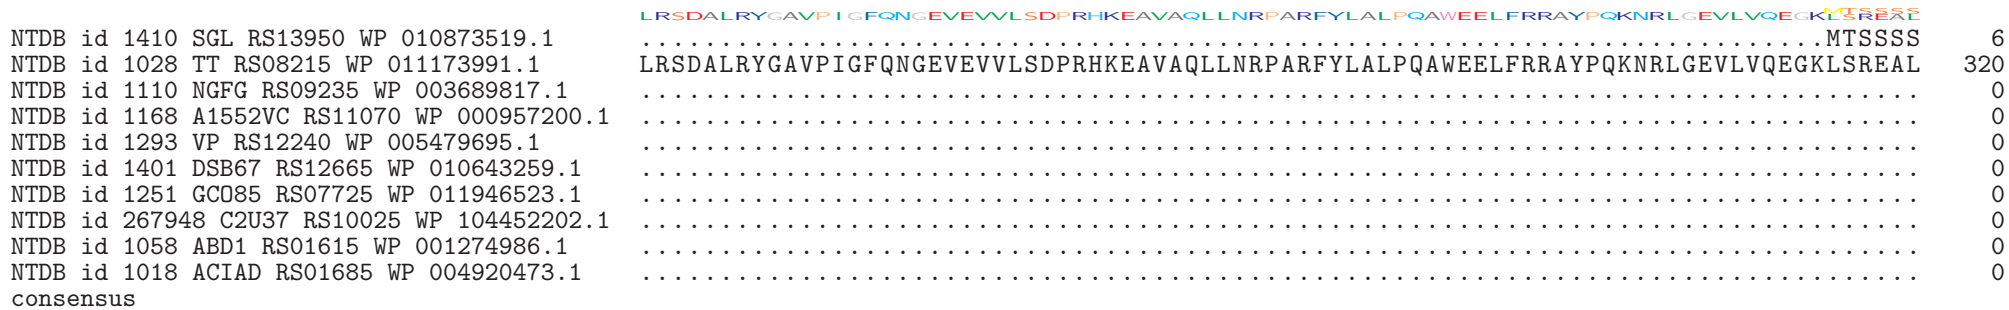 LRSDALRYGAVPIGFQNGEVEVVLSDPRHKEAVAQLLNRPARFYLALPQAWEELFRRAYPQKNRLGEVLVQEGKLSREAL
MTSSSS
NTDB id 1410 SGL RS13950 WP 010873519.1 ..........................................................................MTSSSS 6
NTDB id 1028 TT RS08215 WP 011173991.1 LRSDALRYGAVPIGFQNGEVEVVLSDPRHKEAVAQLLNRPARFYLALPQAWEELFRRAYPQKNRLGEVLVQEGKLSREAL 320
NTDB id 1110 NGFG RS09235 WP 003689817.1 ................................................................................ 0
NTDB id 1168 A1552VC RS11070 WP 000957200.1 ................................................................................ 0
NTDB id 1293 VP RS12240 WP 005479695.1 ................................................................................ 0
NTDB id 1401 DSB67 RS12665 WP 010643259.1 ................................................................................ 0
NTDB id 1251 GCO85 RS07725 WP 011946523.1 ................................................................................ 0
NTDB id 267948 C2U37 RS10025 WP 104452202.1 ................................................................................ 0
NTDB id 1058 ABD1 RS01615 WP 001274986.1 ................................................................................ 0
NTDB id 1018 ACIAD RS01685 WP 004920473.1 ................................................................................ 0
consensus